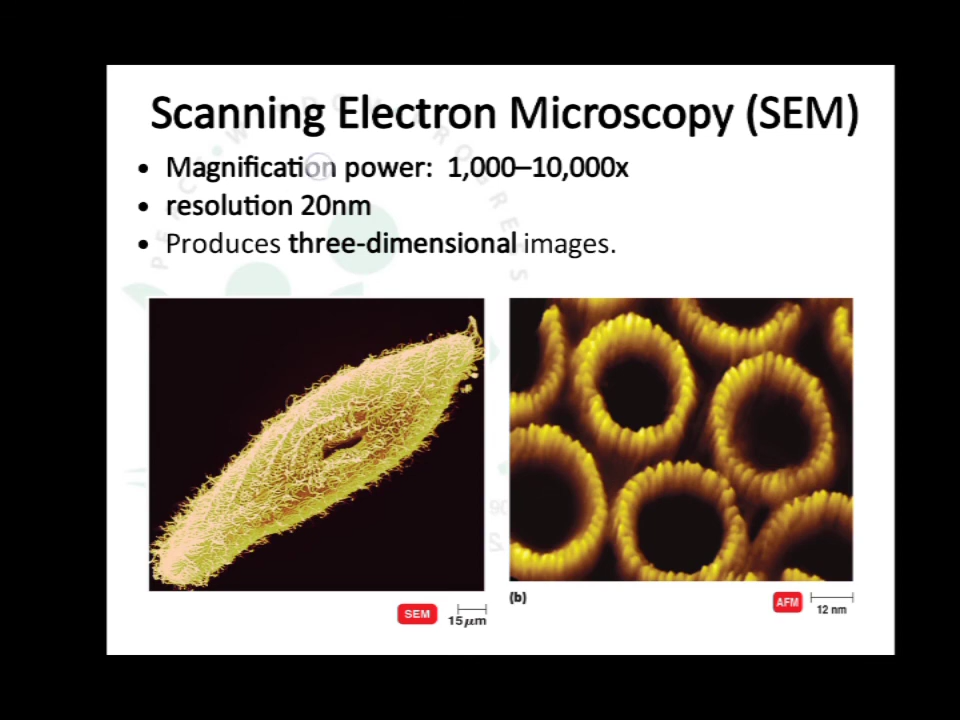 Scanning Electron Microscopy (SEM)
• Magnification power: 1,000–10,000x
• resolution 20nm
• Produces three-dimensional images.
SEM 15 µm
(b) AFM 12 nm